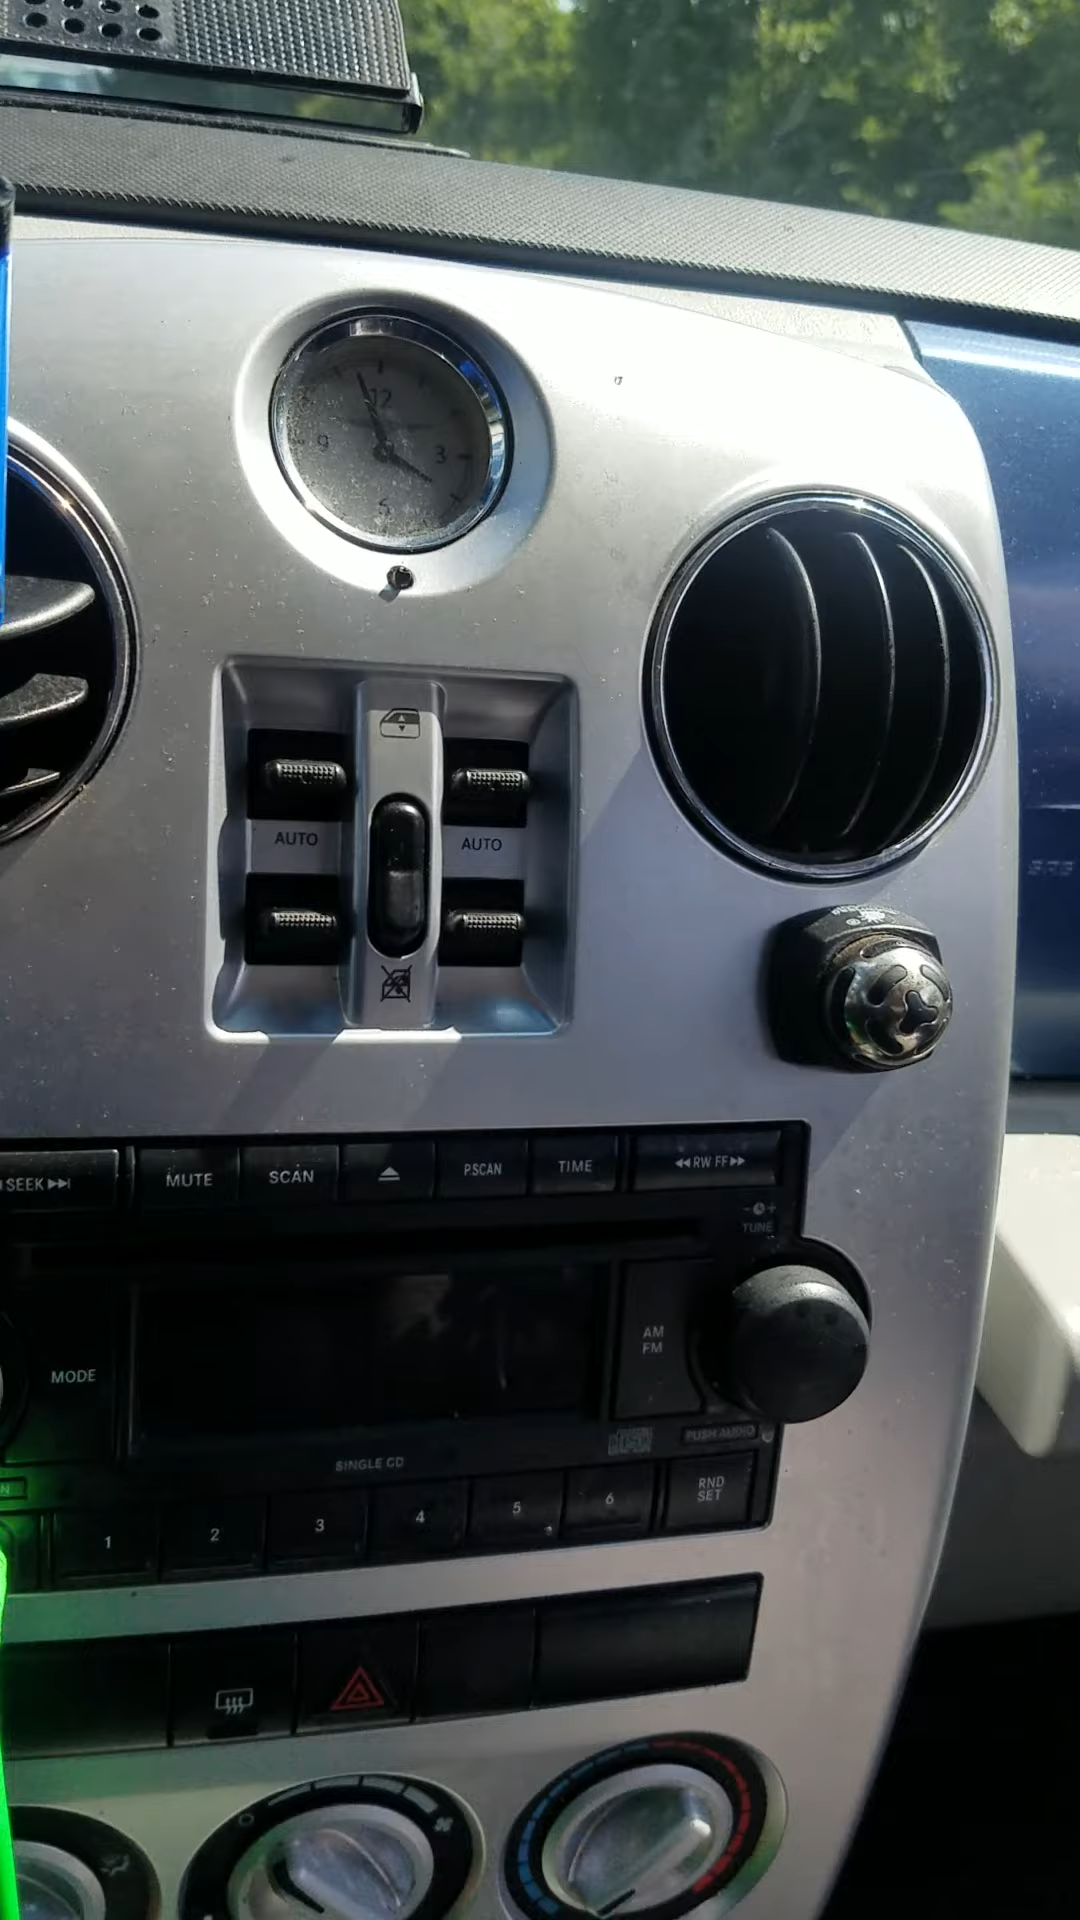 12
9
3
AUTO
AUTO
SEEK
MUTE
SCAN
PSCAN
TIME
RW FF
TUNE
AM
FM
MODE
PUSH AUDIO
SINGLE CD
1
2
3
4
5
6
RND
SET